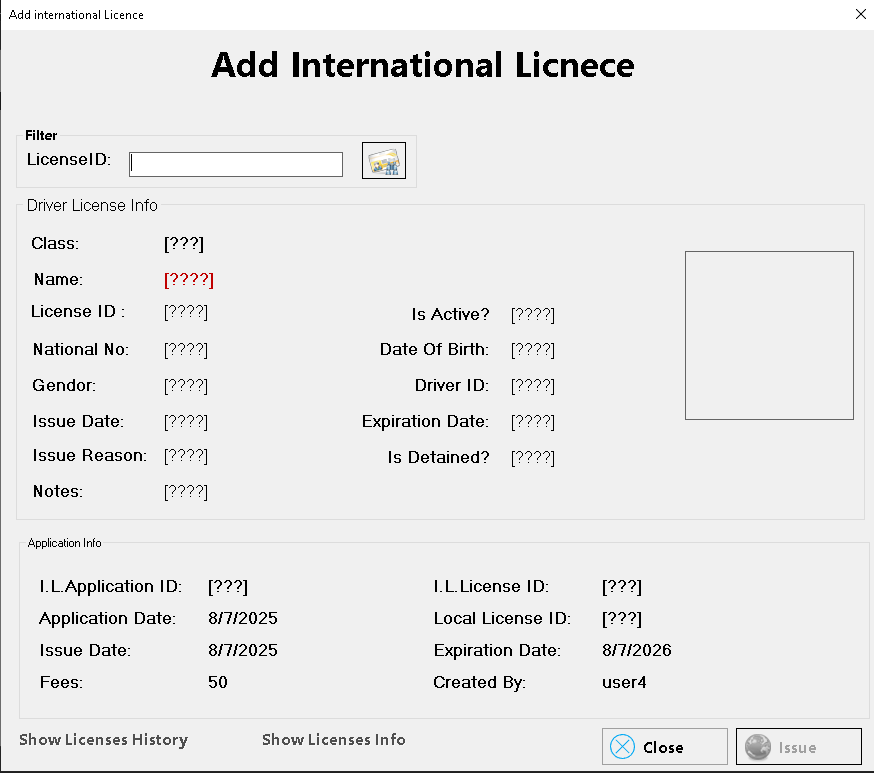 Add international Licence
Add International Licnece
Filter
LicenseID:
Driver License Info
Class: [???]
Name: [????]
License ID : [????] Is Active? [????]
National No: [????] Date Of Birth: [????]
Gendor: [????] Driver ID: [????]
Issue Date: [????] Expiration Date: [????]
Issue Reason: [????] Is Detained? [????]
Notes: [????]
Application Info
I.L.Application ID: [???] I.L.License ID: [???]
Application Date: 8/7/2025 Local License ID: [???]
Issue Date: 8/7/2025 Expiration Date: 8/7/2026
Fees: 50 Created By: user4
Show Licenses History Show Licenses Info Close Issue